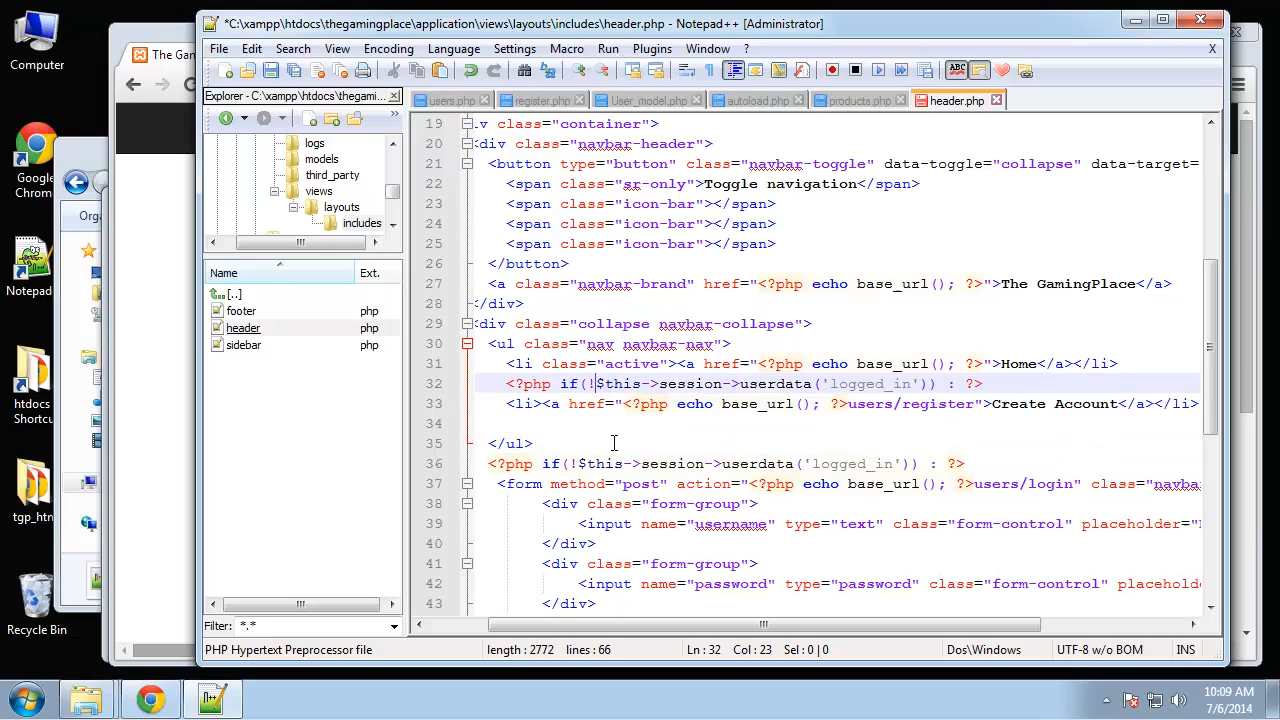 *C:\xampp\htdocs\thegamingplace\application\views\layouts\includes\header.php - Notepad++ [Administrator]
File Edit Search View Encoding Language Settings Macro Run Plugins Window ? X
Computer
The Gam
Google
Chrom
Notepad
htdocs
Shortcu
tgp_htn
Recycle Bin
Orga
Explorer - C:\xampp\htdocs\thegami...
logs
models
third_party
views
layouts
includes
Name Ext.
[..]
footer php
header php
sidebar php
Filter: *.*
users.php register.php User_model.php autoload.php products.php header.php
19 v class="container">
20 div class="navbar-header">
21 <button type="button" class="navbar-toggle" data-toggle="collapse" data-target=
22 <span class="sr-only">Toggle navigation</span>
23 <span class="icon-bar"></span>
24 <span class="icon-bar"></span>
25 <span class="icon-bar"></span>
26 </button>
27 <a class="navbar-brand" href="<?php echo base_url(); ?>">The GamingPlace</a>
28 </div>
29 <div class="collapse navbar-collapse">
30 <ul class="nav navbar-nav">
31 <li class="active"><a href="<?php echo base_url(); ?>">Home</a></li>
32 <?php if(!$this->session->userdata('logged_in')) : ?>
33 <li><a href="<?php echo base_url(); ?>users/register">Create Account</a></li>
34
35 </ul>
36 <?php if(!$this->session->userdata('logged_in')) : ?>
37 <form method="post" action="<?php echo base_url(); ?>users/login" class="navba
38 <div class="form-group">
39 <input name="username" type="text" class="form-control" placeholder="
40 </div>
41 <div class="form-group">
42 <input name="password" type="password" class="form-control" placehold
43 </div>
PHP Hypertext Preprocessor file length : 2772 lines : 66 Ln : 32 Col : 23 Sel : 0 | 0 Dos\Windows UTF-8 w/o BOM INS
10:09 AM
7/6/2014